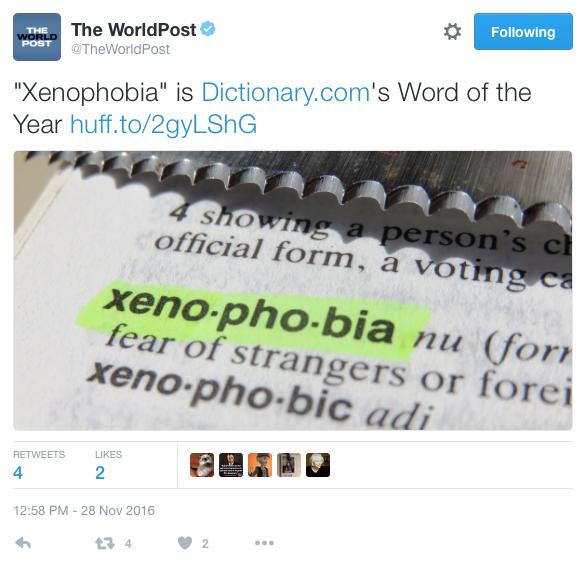 THE
WORLD
POST
The WorldPost
@TheWorldPost
Following
"Xenophobia" is Dictionary.com's Word of the
Year huff.to/2gyLShG
4 showing a person's ch
official form, a voting ca
xeno·pho·bia nu (forr
fear of strangers or forei
xeno·pho·bic adj
RETWEETS LIKES
4 2
12:58 PM - 28 Nov 2016
4 2